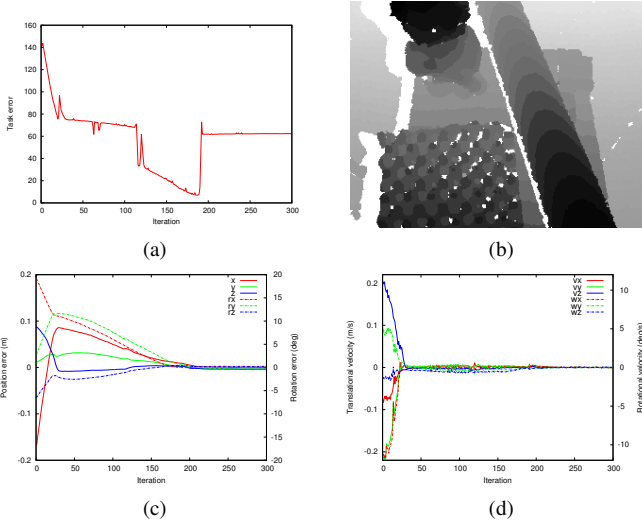 160
140
120
100
80
60
40
20
0
Task error
0 50 100 150 200 250 300
Iteration
(a)
(b)
0.2
0.1
0
-0.1
-0.2
Position error (m)
x
y
z
rx
ry
rz
20
15
10
5
0
-5
-10
-15
-20
Rotation error (deg)
0 50 100 150 200 250 300
Iteration
(c)
0.2
0.1
0
-0.1
-0.2
Translational velocity (m/s)
vx
vy
vz
wx
wy
wz
10
5
0
-5
-10
Rotational velocity (deg/s)
0 50 100 150 200 250 300
Iteration
(d)